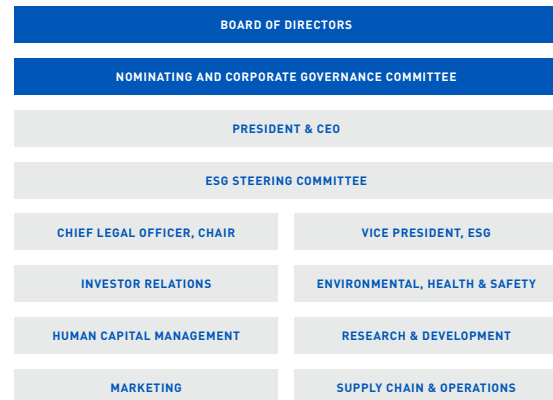 BOARD OF DIRECTORS
NOMINATING AND CORPORATE GOVERNANCE COMMITTEE
PRESIDENT & CEO
ESG STEERING COMMITTEE
CHIEF LEGAL OFFICER, CHAIR
VICE PRESIDENT, ESG
INVESTOR RELATIONS
ENVIRONMENTAL, HEALTH & SAFETY
HUMAN CAPITAL MANAGEMENT
RESEARCH & DEVELOPMENT
MARKETING
SUPPLY CHAIN & OPERATIONS